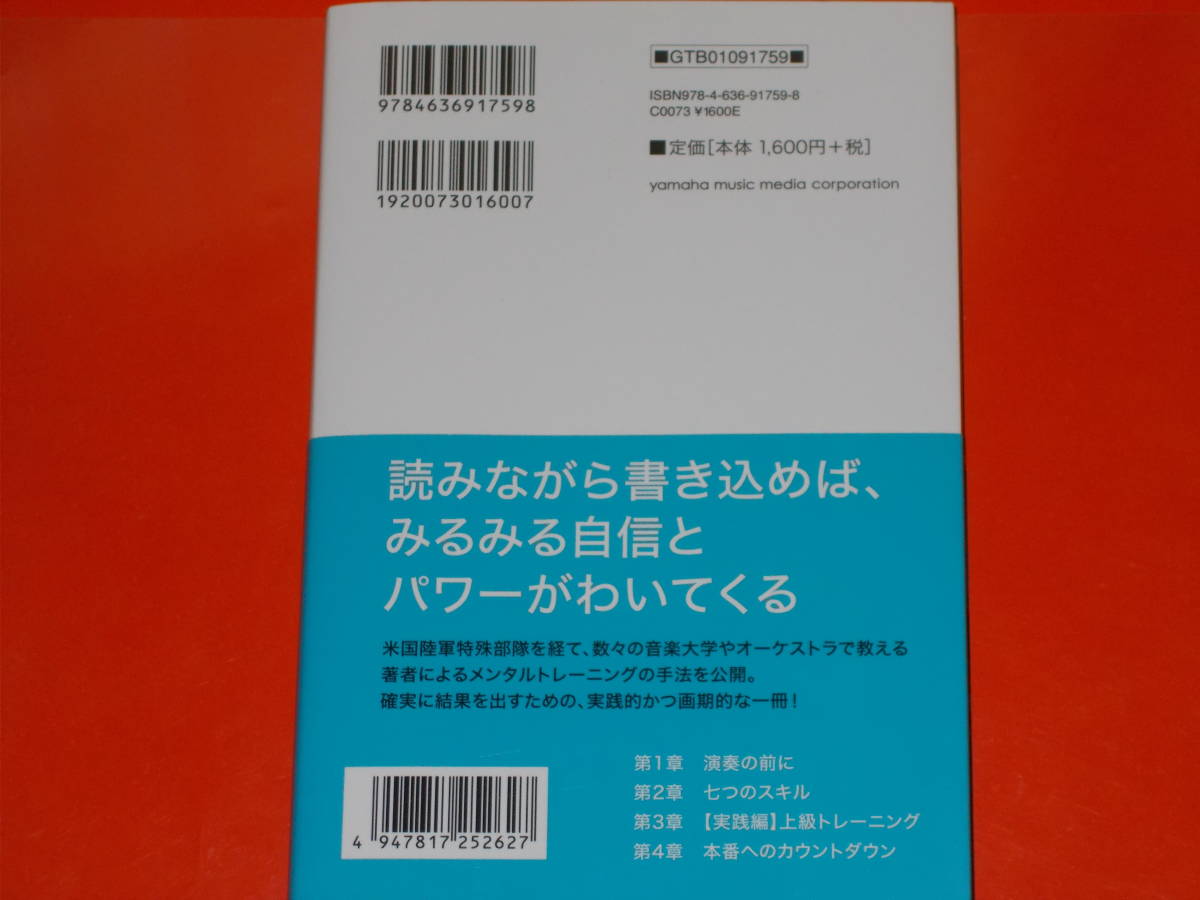 9784636917598
1920073016007
■GTB01091759■
ISBN978-4-636-91759-8
C0073 ¥1600E
■定価[本体 1,600円+税]
yamaha music media corporation
読みながら書き込めば、
みるみる自信と
パワーがわいてくる
米国陸軍特殊部隊を経て、数々の音楽大学やオーケストラで教える
著者によるメンタルトレーニングの手法を公開。
確実に結果を出すための、実践的かつ画期的な一冊!
4 947817 252627
第1章 演奏の前に
第2章 七つのスキル
第3章 【実践編】上級トレーニング
第4章 本番へのカウントダウン